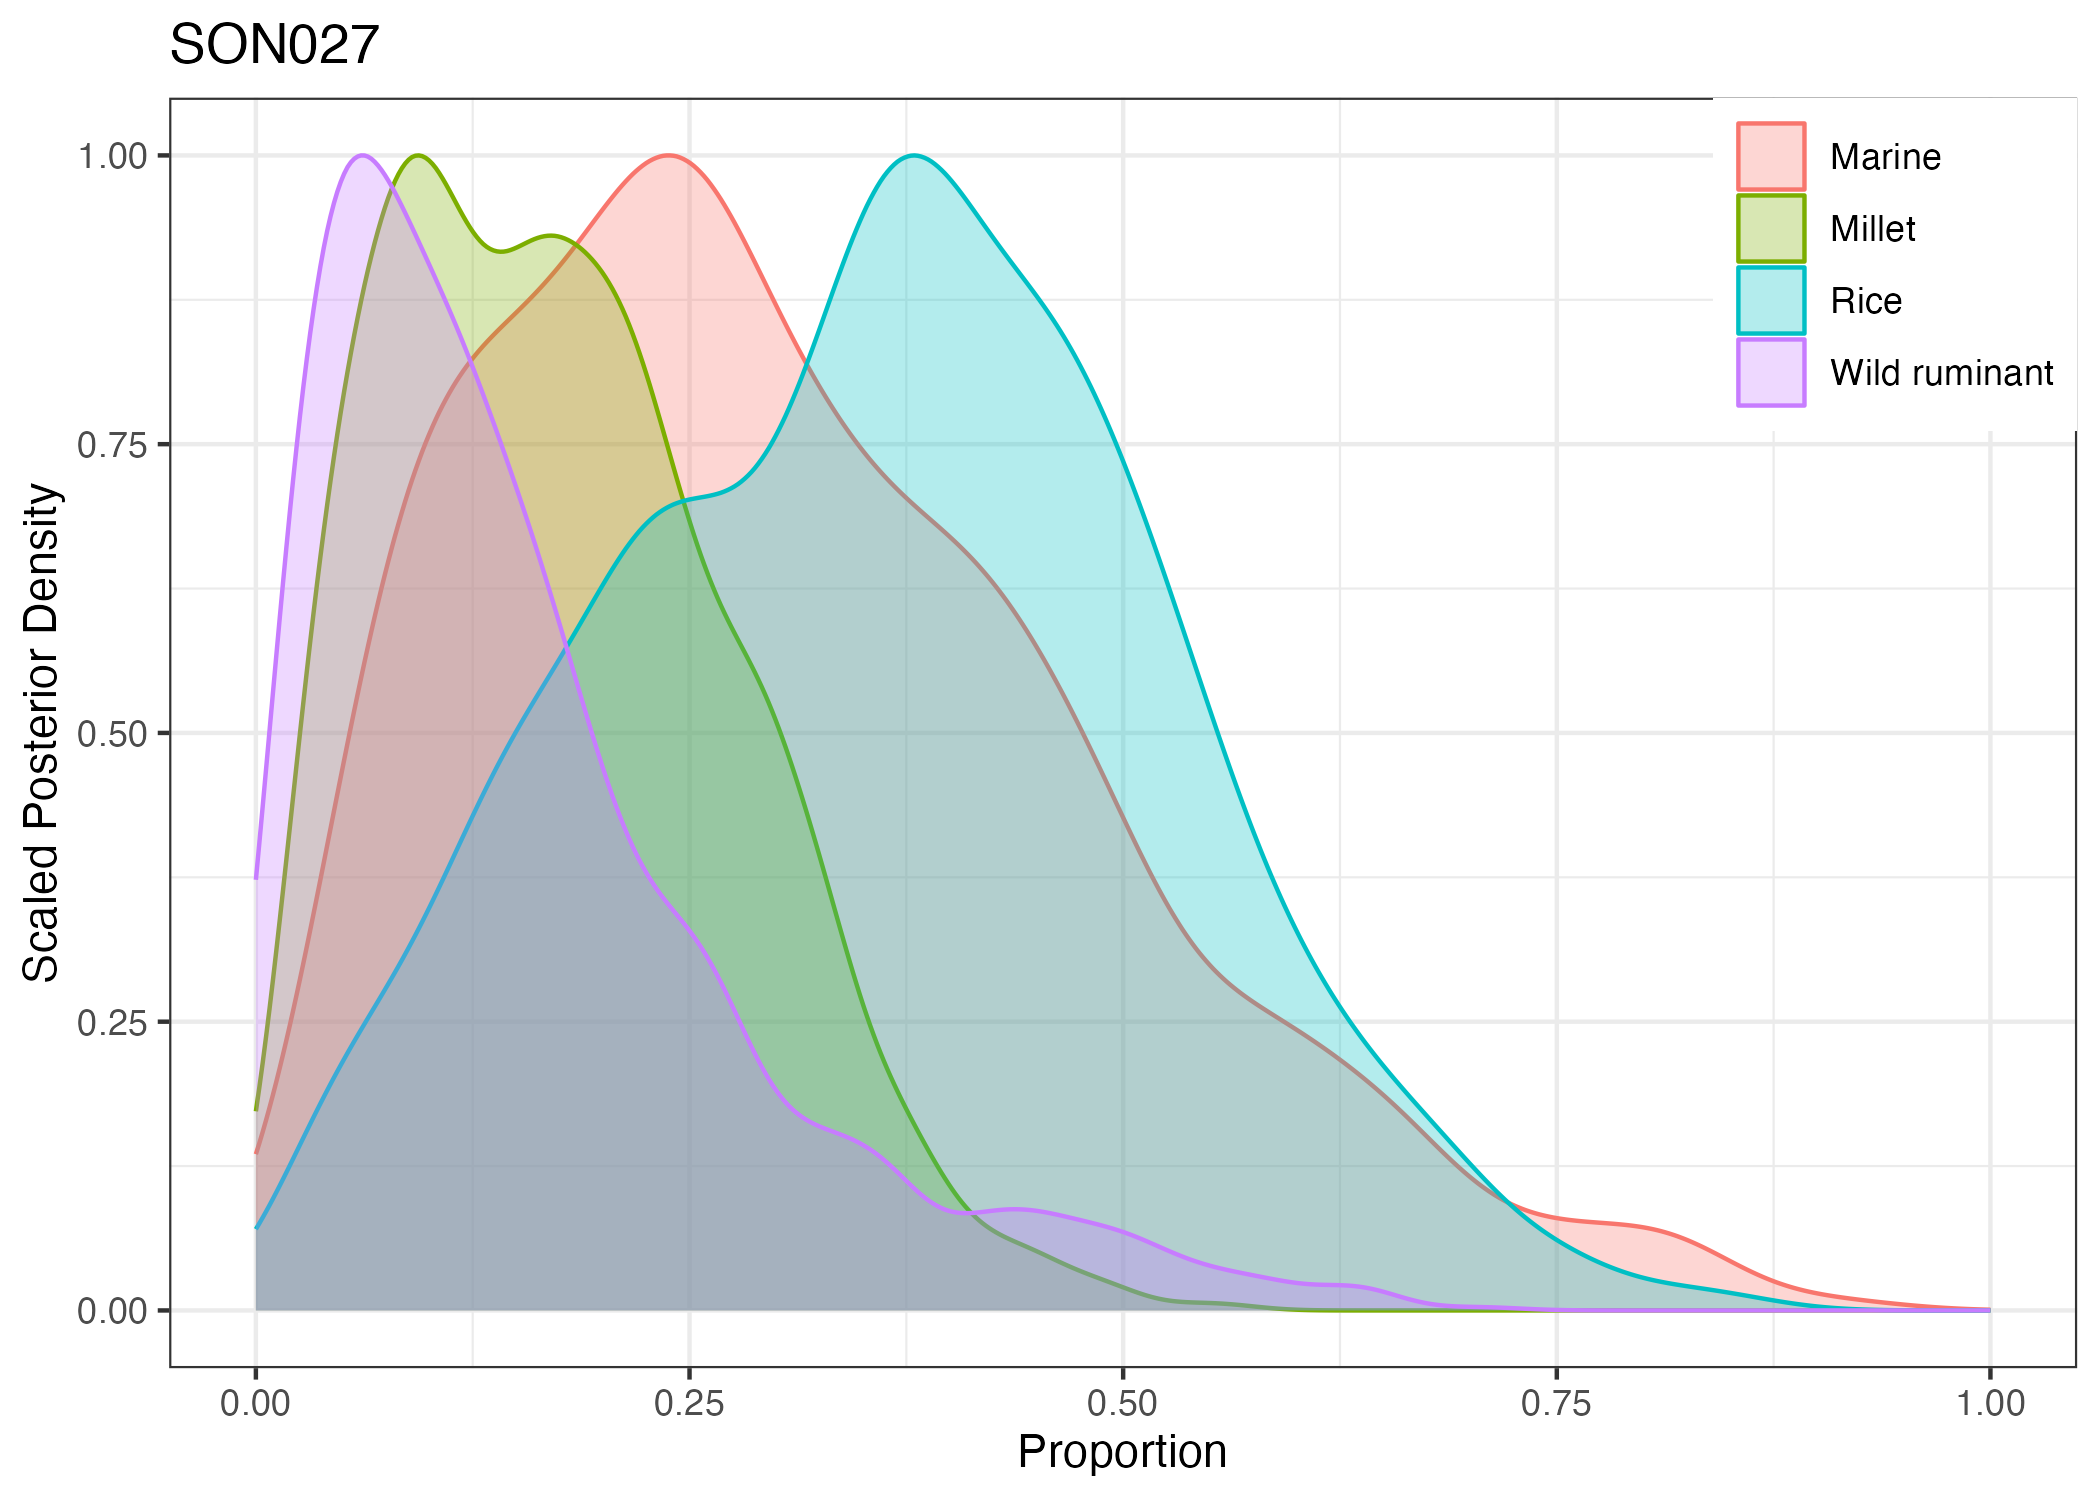 SON027
Marine
Millet
Rice
Wild ruminant
Scaled Posterior Density
1.00
0.75
0.50
0.25
0.00
0.00 0.25 0.50 0.75 1.00
Proportion